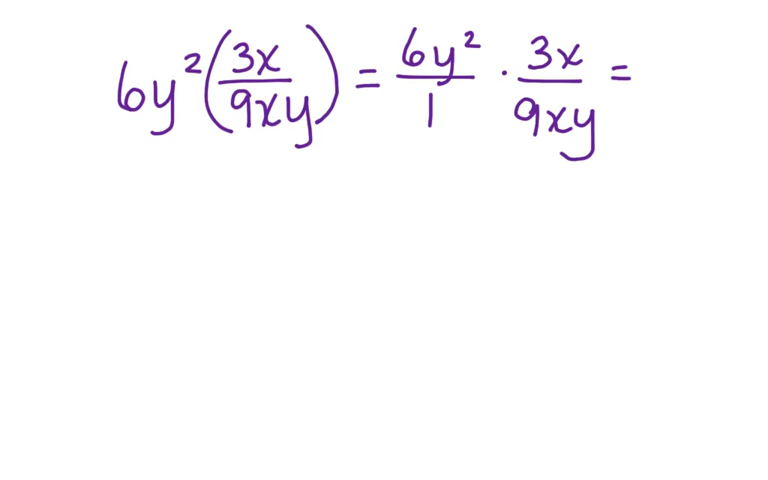 6y²(3x/9xy) = 6y²/1 · 3x/9xy =